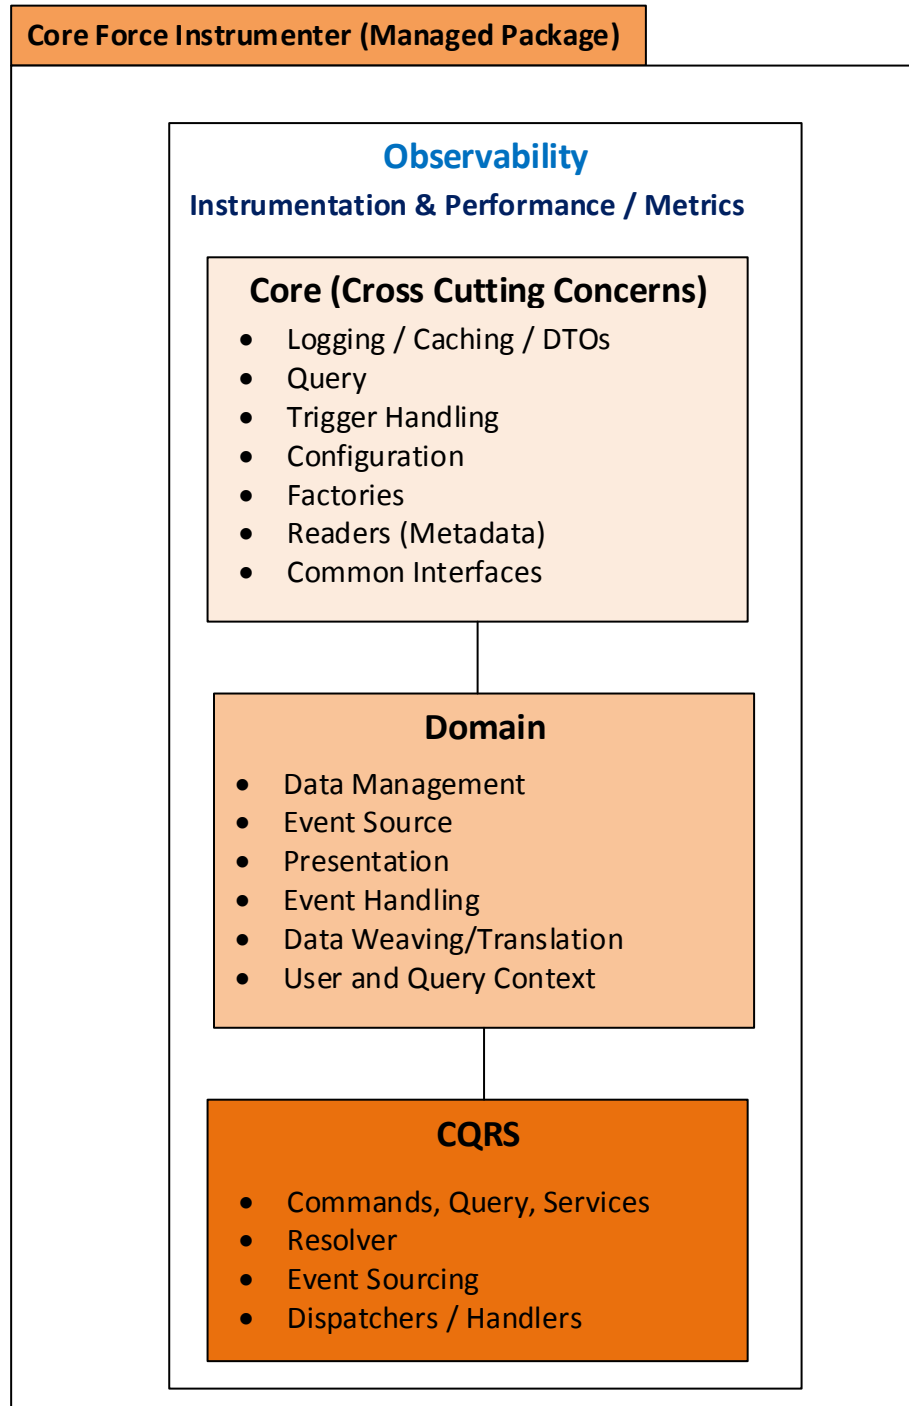 Core Force Instrumenter (Managed Package)
Observability
Instrumentation & Performance / Metrics
Core (Cross Cutting Concerns)
• Logging / Caching / DTOs
• Query
• Trigger Handling
• Configuration
• Factories
• Readers (Metadata)
• Common Interfaces
Domain
• Data Management
• Event Source
• Presentation
• Event Handling
• Data Weaving/Translation
• User and Query Context
CQRS
• Commands, Query, Services
• Resolver
• Event Sourcing
• Dispatchers / Handlers